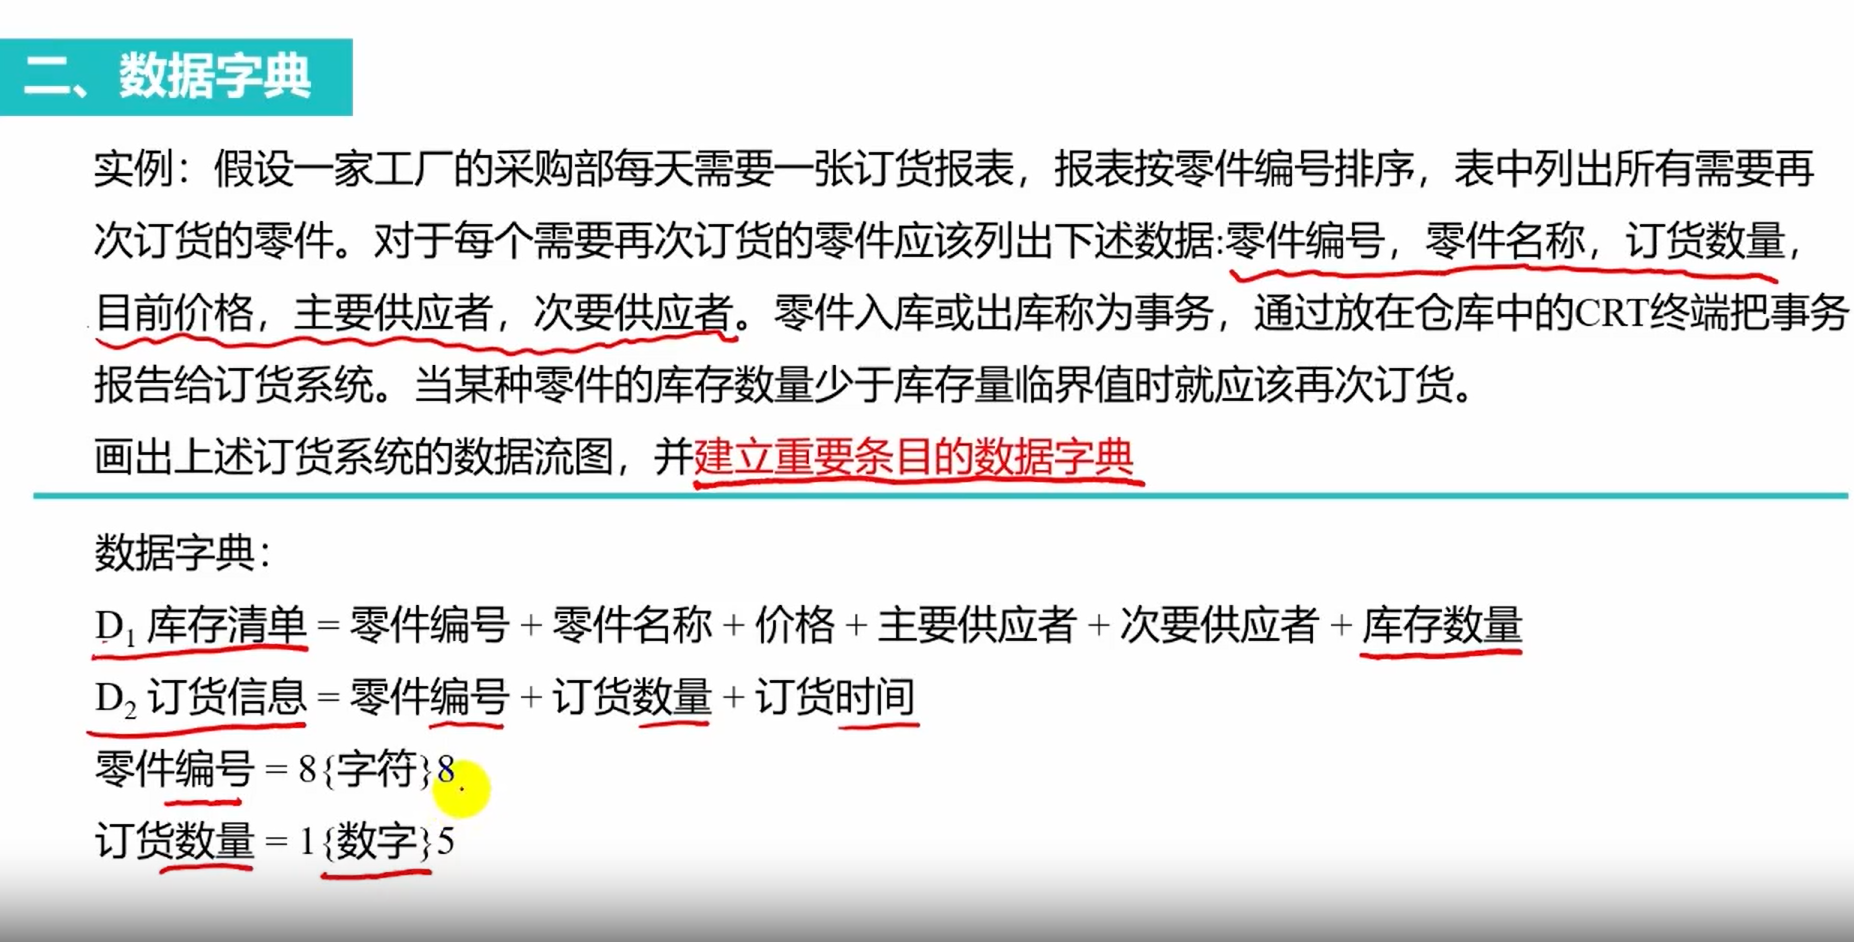 二、数据字典
实例：假设一家工厂的采购部每天需要一张订货报表，报表按零件编号排序，表中列出所有需要再
次订货的零件。对于每个需要再次订货的零件应该列出下述数据:零件编号，零件名称，订货数量，
目前价格，主要供应者，次要供应者。零件入库或出库称为事务，通过放在仓库中的CRT终端把事务
报告给订货系统。当某种零件的库存数量少于库存量临界值时就应该再次订货。
画出上述订货系统的数据流图，并建立重要条目的数据字典
数据字典：
D₁ 库存清单 = 零件编号 + 零件名称 + 价格 + 主要供应者 + 次要供应者 + 库存数量
D₂ 订货信息 = 零件编号 + 订货数量 + 订货时间
零件编号 = 8{字符}8
订货数量 = 1{数字}5